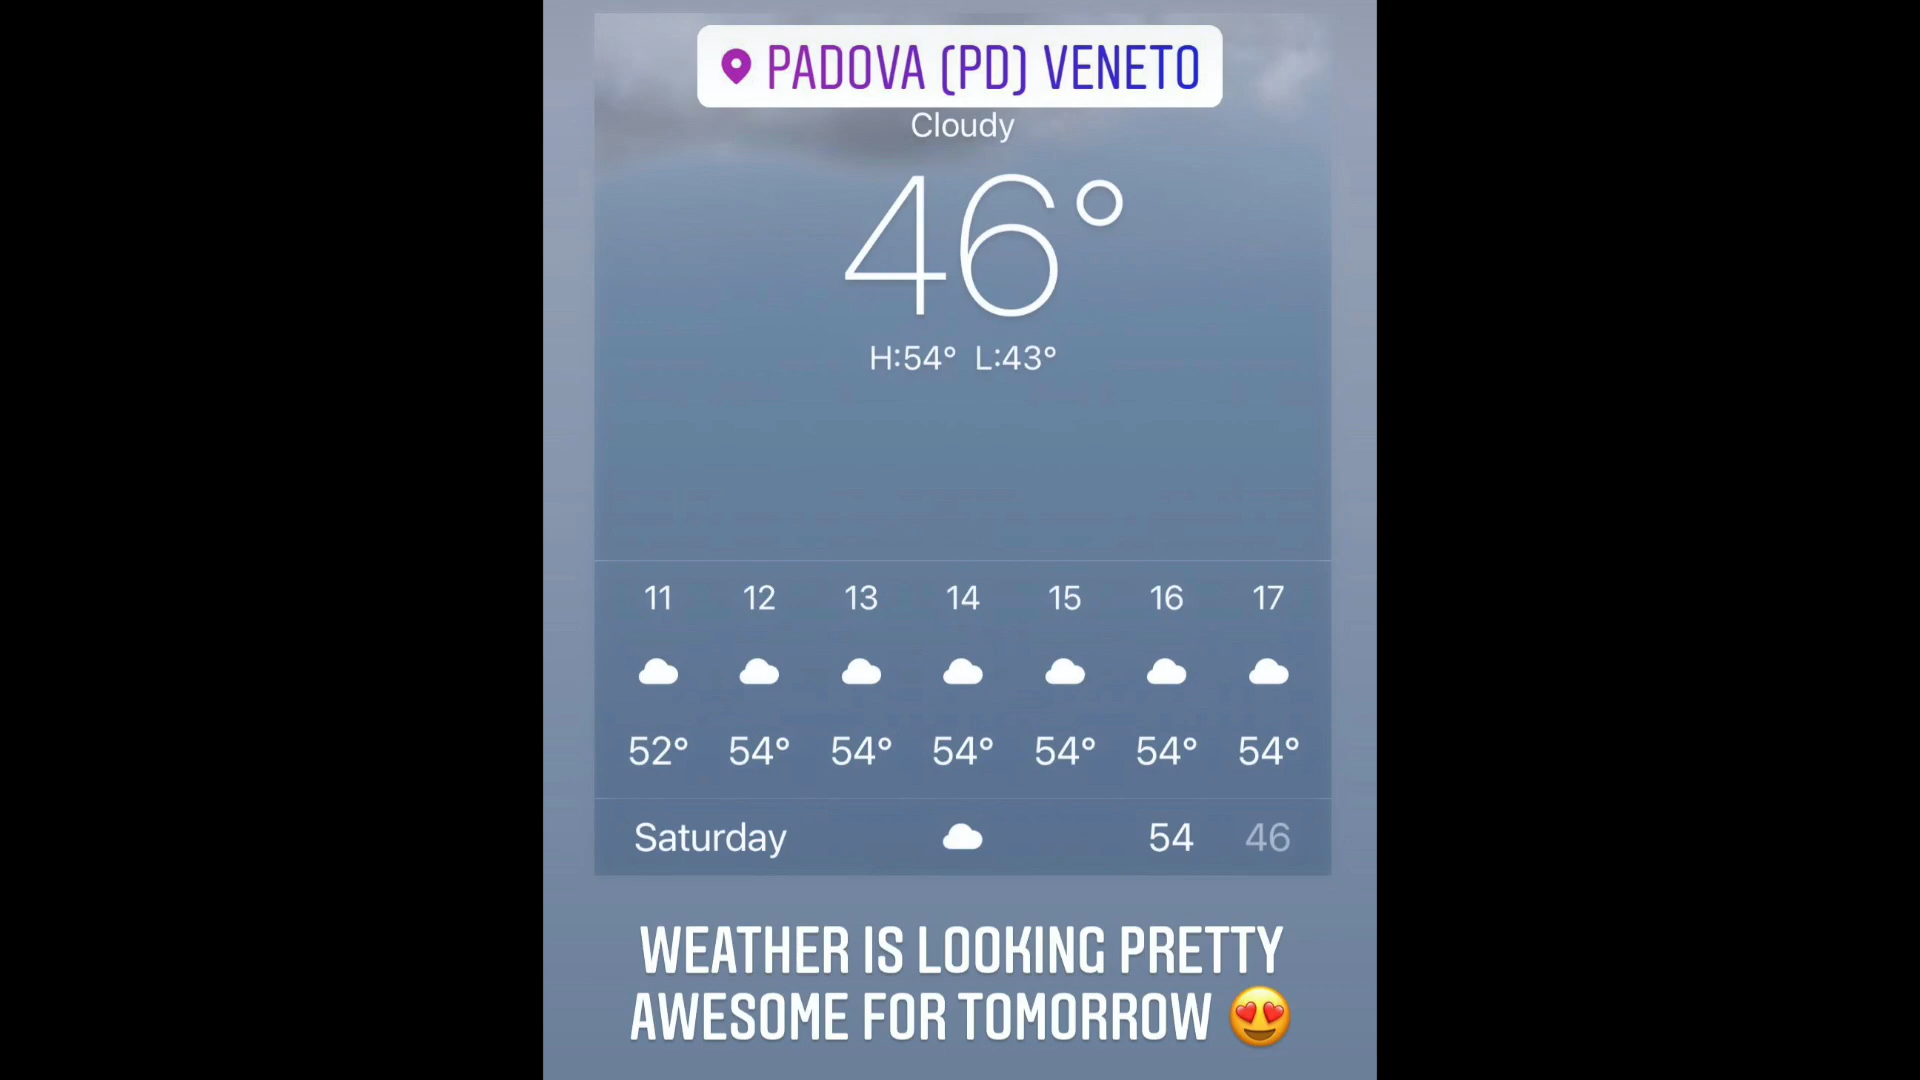 PADOVA (PD) VENETO
Cloudy
46°
H:54° L:43°
11 12 13 14 15 16 17
52° 54° 54° 54° 54° 54° 54°
Saturday 54 46
WEATHER IS LOOKING PRETTY
AWESOME FOR TOMORROW 😍